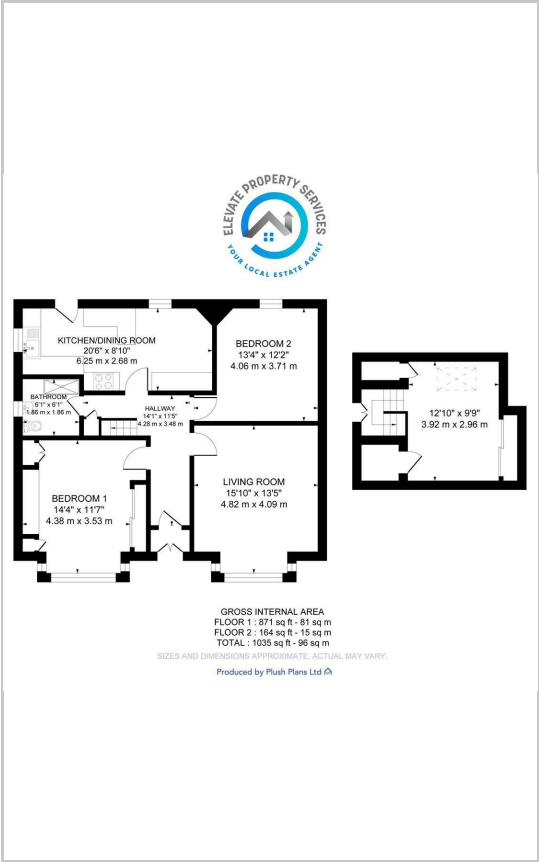 ELEVATE PROPERTY SERVICES
YOUR LOCAL ESTATE AGENT
KITCHEN/DINING ROOM
20'6" x 8'10"
6.25 m x 2.68 m
BEDROOM 2
13'4" x 12'2"
4.06 m x 3.71 m
BATHROOM
6'1" x 6'1"
1.86 m x 1.86 m
HALLWAY
14'1" x 11'5"
4.28 m x 3.48 m
12'10" x 9'9"
3.92 m x 2.96 m
BEDROOM 1
14'4" x 11'7"
4.38 m x 3.53 m
LIVING ROOM
15'10" x 13'5"
4.82 m x 4.09 m
GROSS INTERNAL AREA
FLOOR 1 : 871 sq ft - 81 sq m
FLOOR 2 : 164 sq ft - 15 sq m
TOTAL : 1035 sq ft - 96 sq m
SIZES AND DIMENSIONS APPROXIMATE, ACTUAL MAY VARY.
Produced by Plush Plans Ltd